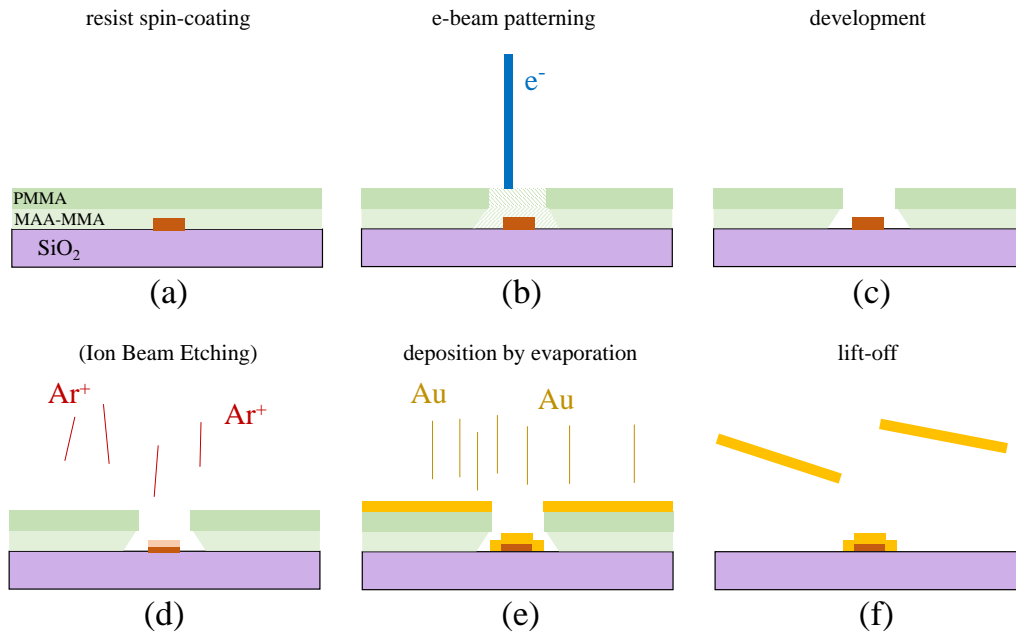 resist spin-coating
e-beam patterning
development
e⁻
PMMA
MAA-MMA
SiO₂
(a)
(b)
(c)
(Ion Beam Etching)
deposition by evaporation
lift-off
Ar⁺
Ar⁺
Au
Au
(d)
(e)
(f)